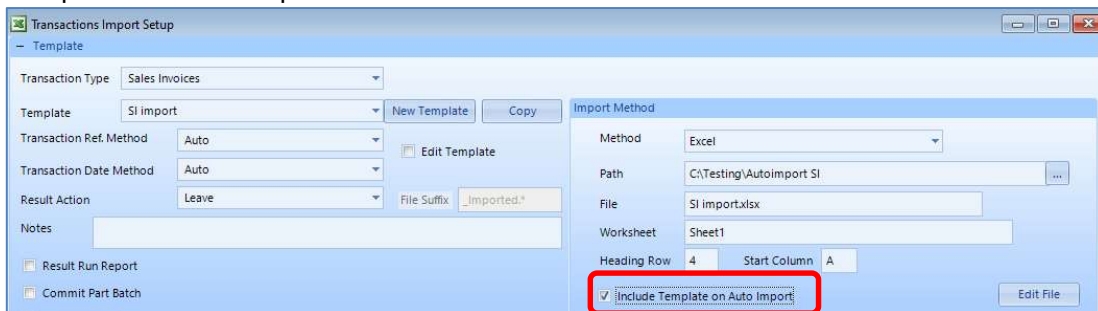 Transactions Import Setup
– Template
Transaction Type Sales Invoices
Template SI import New Template Copy
Import Method
Transaction Ref. Method Auto
Edit Template
Method Excel
Transaction Date Method Auto
Path C:\Testing\Autoimport SI ...
Result Action Leave File Suffix _Imported.*
File SI import.xlsx
Notes
Worksheet Sheet1
Result Run Report
Heading Row 4 Start Column A
Commit Part Batch
Include Template on Auto Import
Edit File